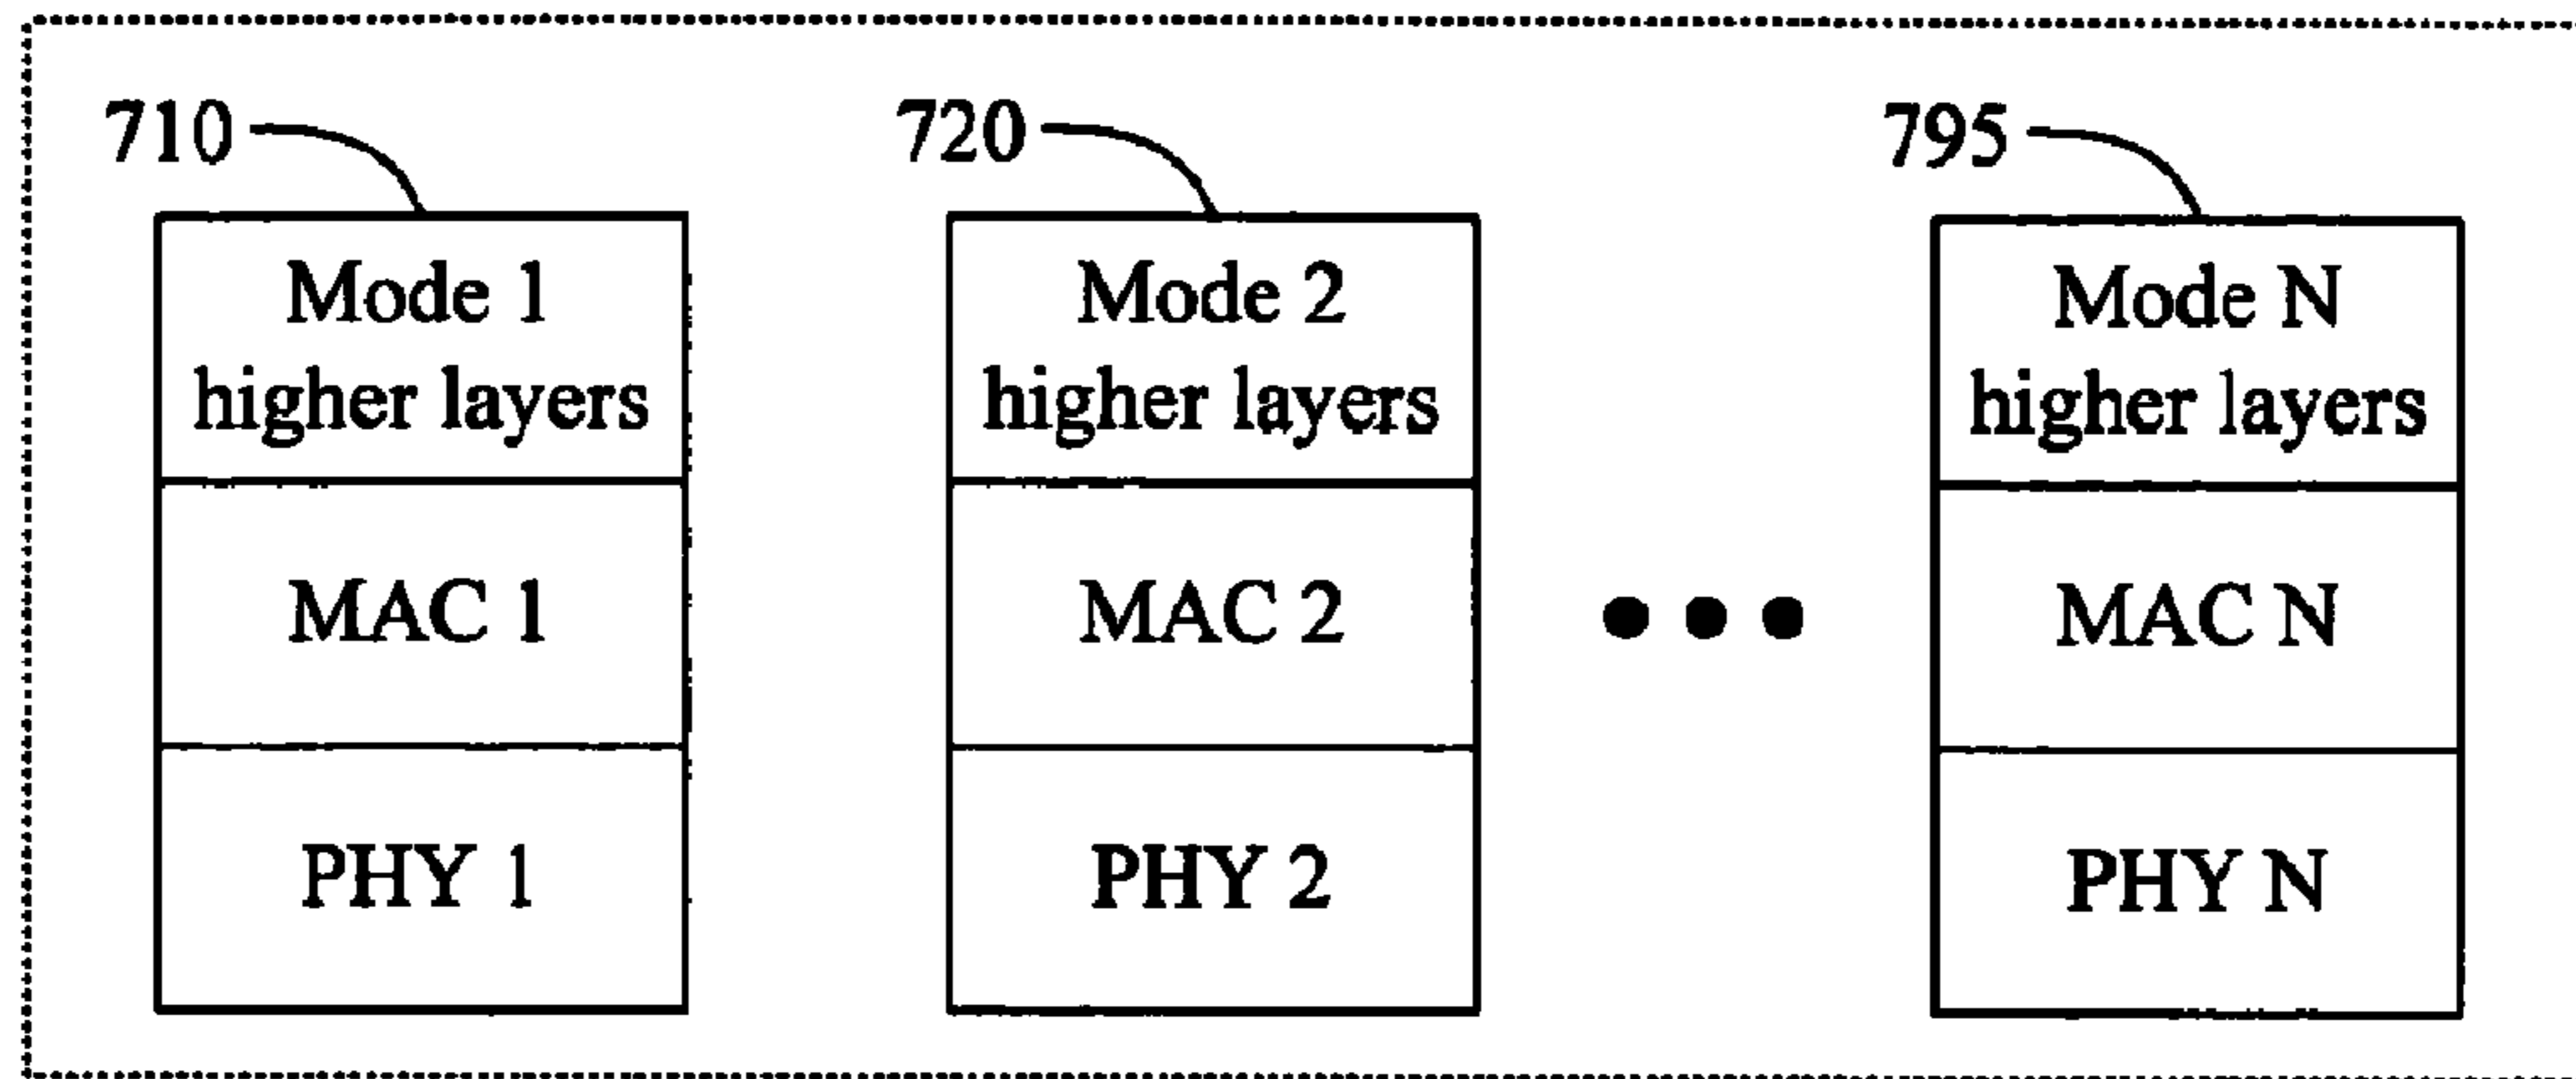 710
720
795
Mode 1
higher layers
Mode 2
higher layers
Mode N
higher layers
MAC 1
MAC 2
MAC N
PHY 1
PHY 2
PHY N